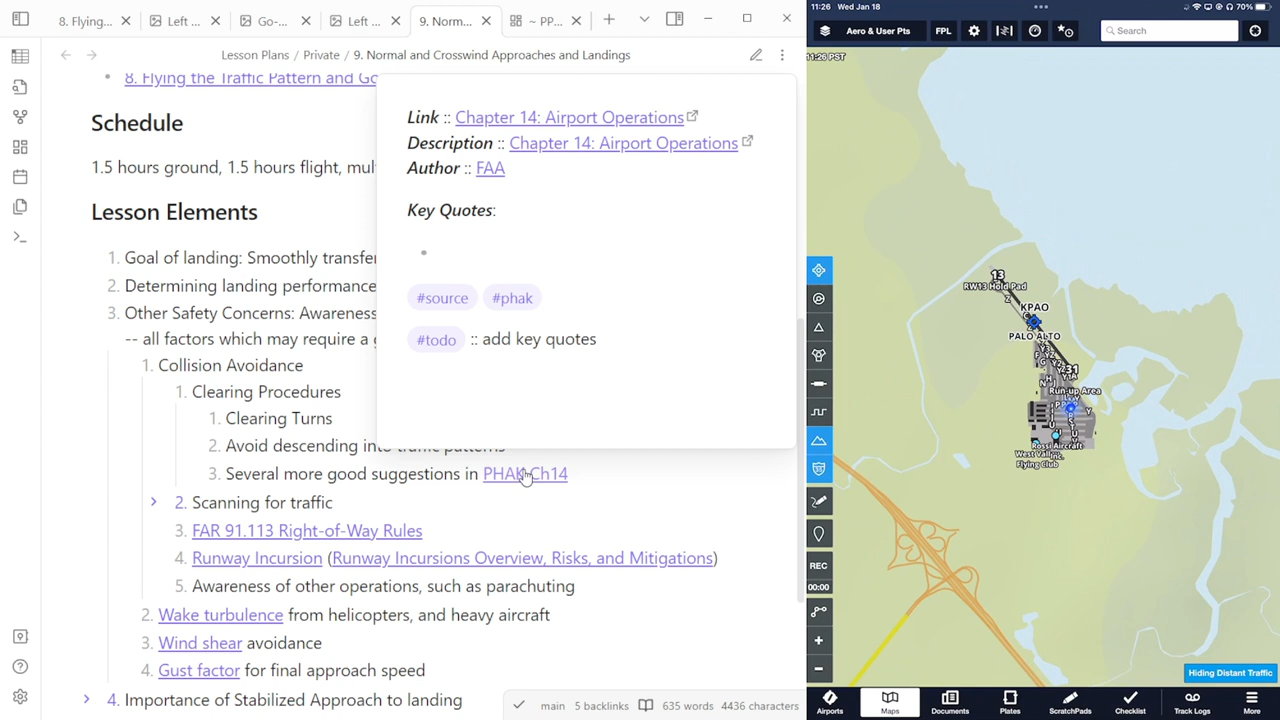 8. Flying...
Left ...
Go-...
Left ...
9. Norm...
~ PP...
Lesson Plans / Private / 9. Normal and Crosswind Approaches and Landings
8. Flying the Traffic Pattern and Go
Schedule
1.5 hours ground, 1.5 hours flight, mul
Lesson Elements
1. Goal of landing: Smoothly transfer
2. Determining landing performance
3. Other Safety Concerns: Awareness
-- all factors which may require a g
1. Collision Avoidance
1. Clearing Procedures
1. Clearing Turns
2. Avoid descending into traffic patterns
3. Several more good suggestions in PHAK Ch14
2. Scanning for traffic
3. FAR 91.113 Right-of-Way Rules
4. Runway Incursion (Runway Incursions Overview, Risks, and Mitigations)
5. Awareness of other operations, such as parachuting
2. Wake turbulence from helicopters, and heavy aircraft
3. Wind shear avoidance
4. Gust factor for final approach speed
4. Importance of Stabilized Approach to landing
Link :: Chapter 14: Airport Operations
Description :: Chapter 14: Airport Operations
Author :: FAA
Key Quotes:
#source #phak
#todo :: add key quotes
main 5 backlinks 635 words 4436 characters
11:26 Wed Jan 18
70%
Aero & User Pts
FPL
Search
11:26 PST
13
RW13 Hold Pad
Z
KPAO
PALO ALTO
31
Run-up Area
Y
Rossi Aircraft
West Valley
Flying Club
REC
00:00
Hiding Distant Traffic
Airports
Maps
Documents
Plates
ScratchPads
Checklist
Track Logs
More